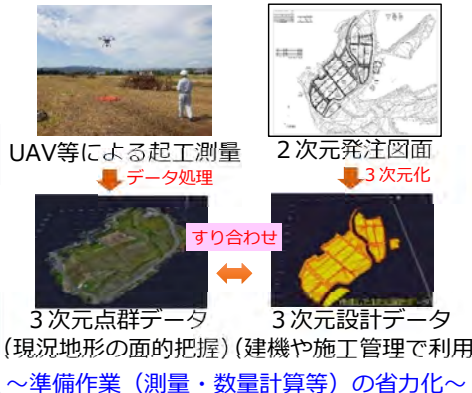 UAV等による起工測量
２次元発注図面
データ処理
３次元化
すり合わせ
３次元点群データ
３次元設計データ
(現況地形の面的把握)
(建機や施工管理で利用
～準備作業（測量・数量計算等）の省力化～